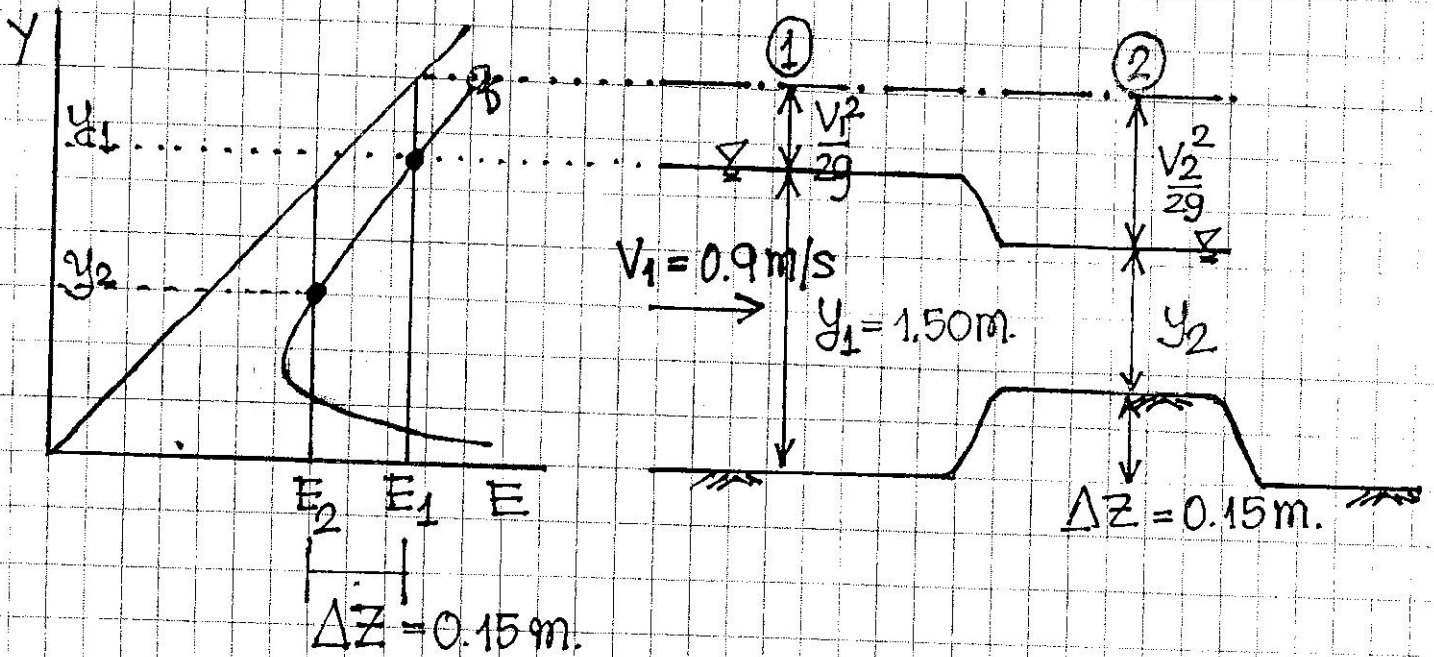 Y
y1
y2
E2 E1 E
ΔZ = 0.15 m.
q
①
②
V1²/2g
V2²/2g
V1 = 0.9 m/s
y1 = 1.50 m.
y2
ΔZ = 0.15 m.